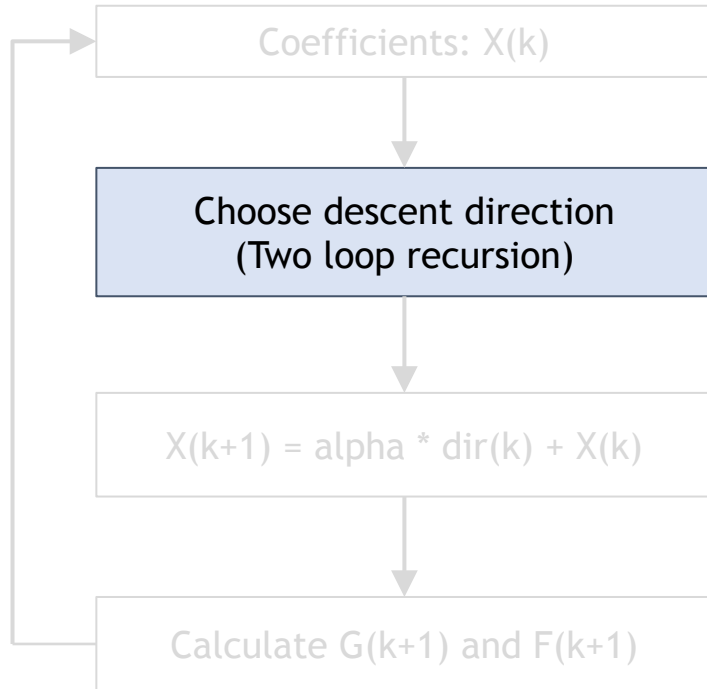 Coefficients: X(k)
Choose descent direction
(Two loop recursion)
X(k+1) = alpha * dir(k) + X(k)
Calculate G(k+1) and F(k+1)